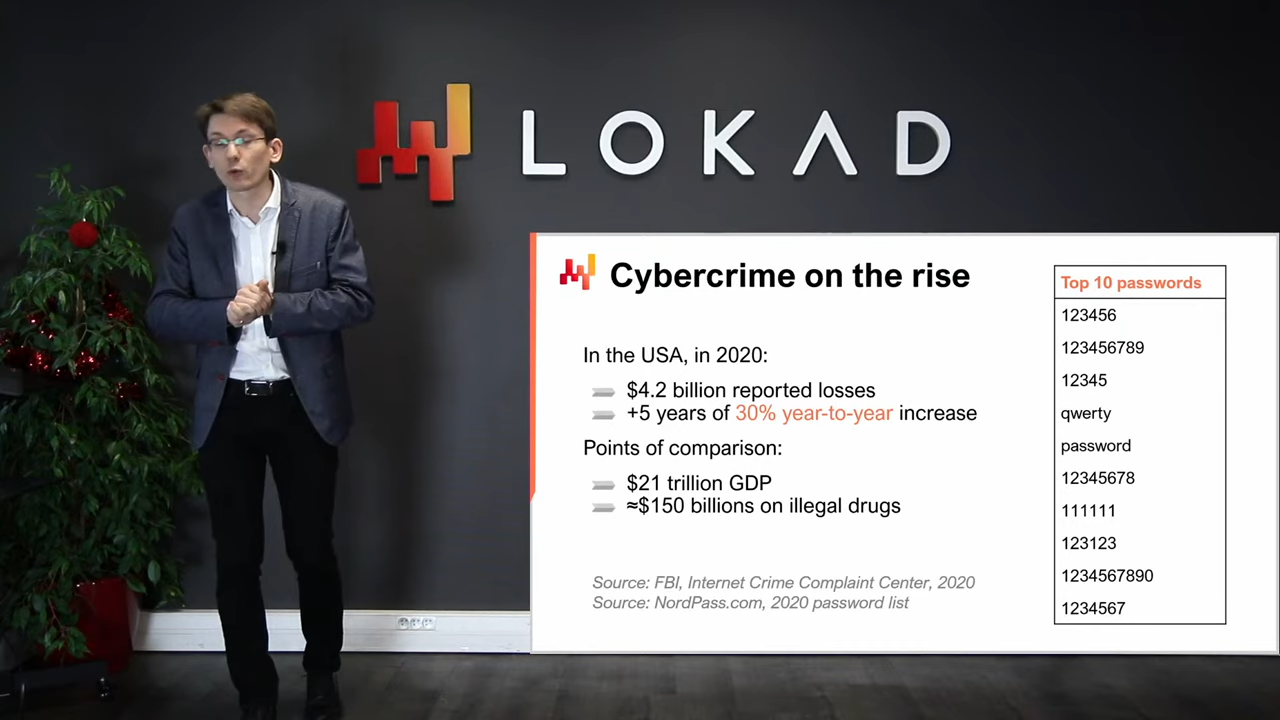 LOKAD
Cybercrime on the rise
In the USA, in 2020:
$4.2 billion reported losses
+5 years of 30% year-to-year increase
Points of comparison:
$21 trillion GDP
≈$150 billions on illegal drugs
Source: FBI, Internet Crime Complaint Center, 2020
Source: NordPass.com, 2020 password list
Top 10 passwords
123456
123456789
12345
qwerty
password
12345678
111111
123123
1234567890
1234567